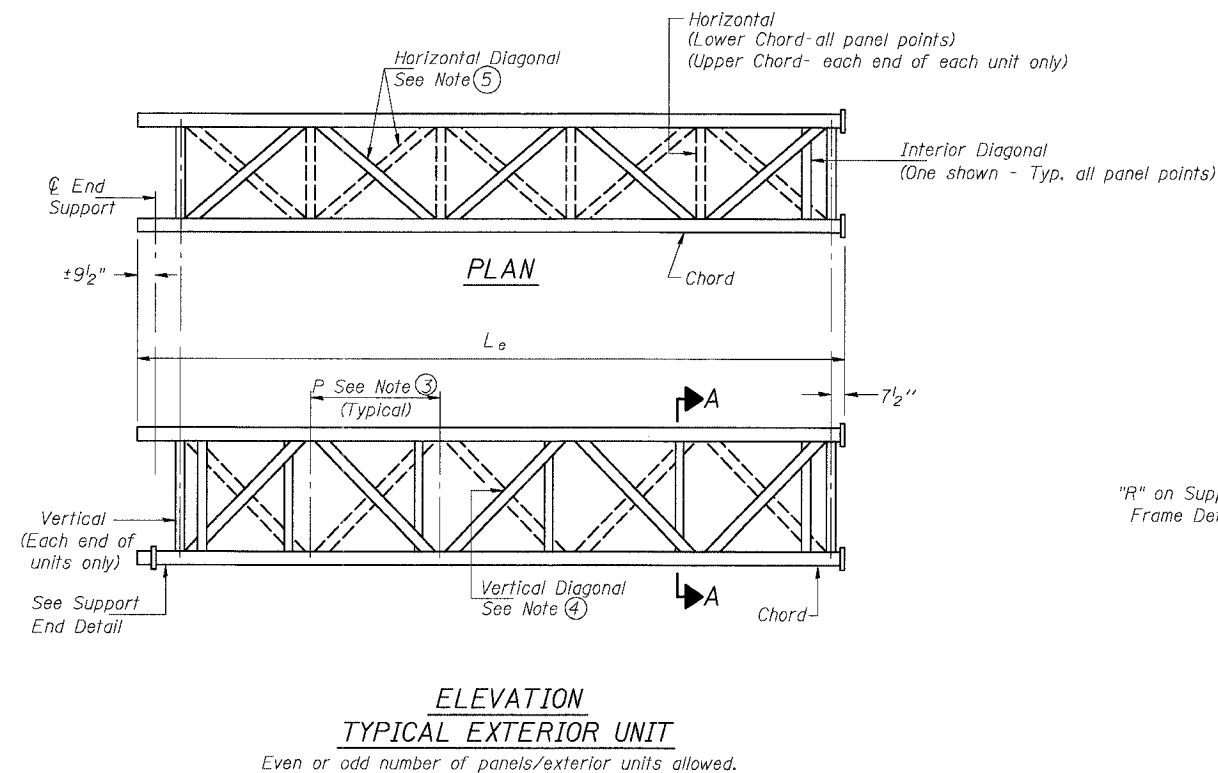 Horizontal
(Lower Chord-all panel points)
(Upper Chord- each end of each unit only)
Horizontal Diagonal
See Note 5
Interior Diagonal
(One shown - Typ. all panel points)
℄ End
Support
±9½"
PLAN
Chord
Le
P See Note 3
(Typical)
A
7½"
"R" on Supp
Frame Det
Vertical
(Each end of
units only)
Vertical Diagonal
See Note 4
A
Chord
See Support
End Detail
ELEVATION
TYPICAL EXTERIOR UNIT
Even or odd number of panels/exterior units allowed.